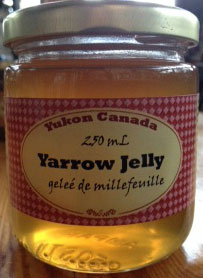 Yukon Canada
250 mL
Yarrow Jelly
geleé de millefeuille